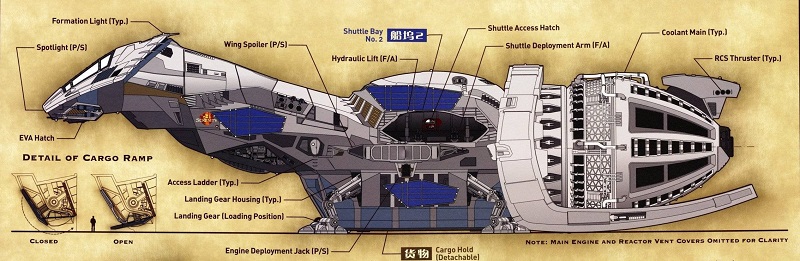 Formation Light (Typ.)
Spotlight (P/S)
Wing Spoiler (P/S)
Shuttle Bay
No. 2
船坞2
Hydraulic Lift (F/A)
Shuttle Access Hatch
Shuttle Deployment Arm (F/A)
Coolant Main (Typ.)
RCS Thruster (Typ.)
EVA Hatch
Detail of Cargo Ramp
Closed
Open
Access Ladder (Typ.)
Landing Gear Housing (Typ.)
Landing Gear (Loading Position)
Engine Deployment Jack (P/S)
货物
Cargo Hold
(Detachable)
Note: Main Engine and Reactor Vent Covers Omitted for Clarity